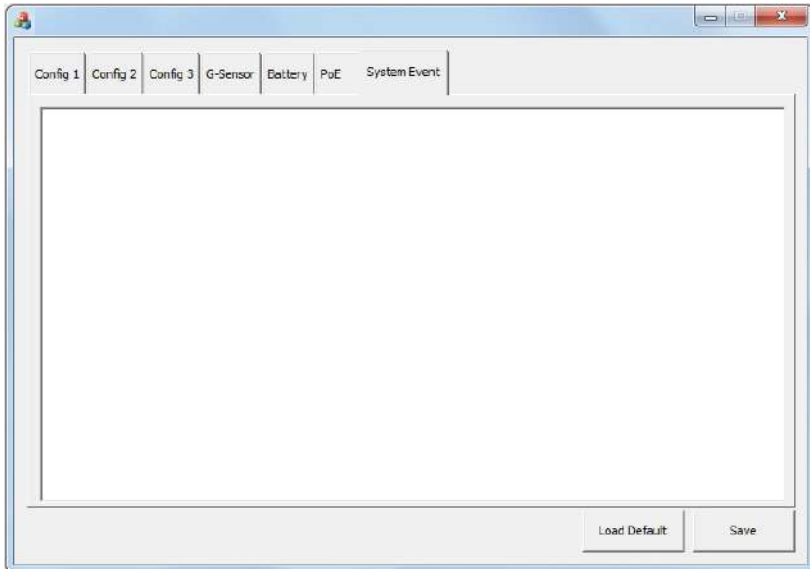 Config 1 Config 2 Config 3 G-Sensor Battery PoE System Event
Load Default Save